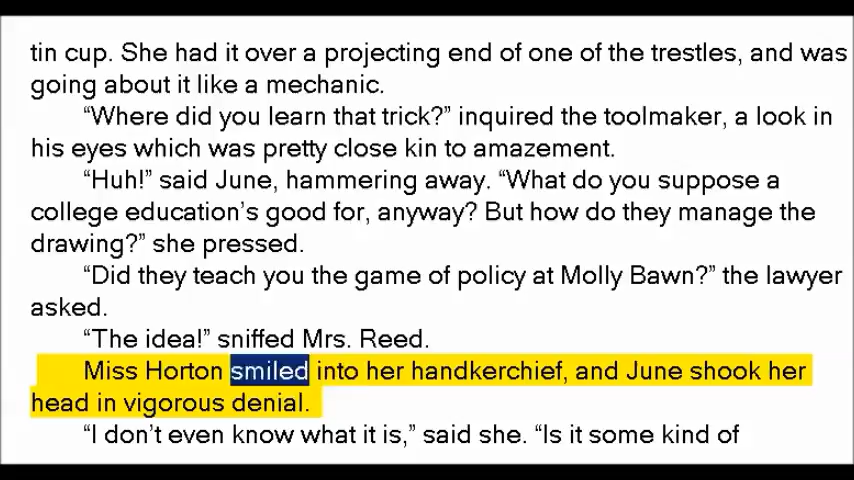 tin cup. She had it over a projecting end of one of the trestles, and was
going about it like a mechanic.
“Where did you learn that trick?” inquired the toolmaker, a look in
his eyes which was pretty close kin to amazement.
“Huh!” said June, hammering away. “What do you suppose a
college education’s good for, anyway? But how do they manage the
drawing?” she pressed.
“Did they teach you the game of policy at Molly Bawn?” the lawyer
asked.
“The idea!” sniffed Mrs. Reed.
Miss Horton smiled into her handkerchief, and June shook her
head in vigorous denial.
“I don’t even know what it is,” said she. “Is it some kind of